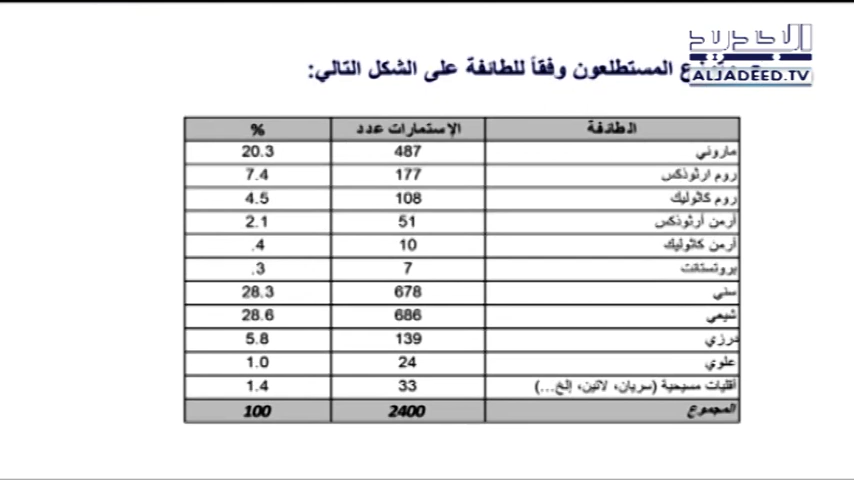 الجديد
ALJADEED.TV
المستطلعون وفقاً للطائفة على الشكل التالي:
الطائفة الإستمارات عدد %
ماروني 487 20.3
روم ارثوذكس 177 7.4
روم كاثوليك 108 4.5
أرمن أرثوذكس 51 2.1
أرمن كاثوليك 10 .4
بروتستانت 7 .3
سني 678 28.3
شيعي 686 28.6
درزي 139 5.8
علوي 24 1.0
أقليات مسيحية (سريان، لاتين، إلخ...) 33 1.4
المجموع 2400 100